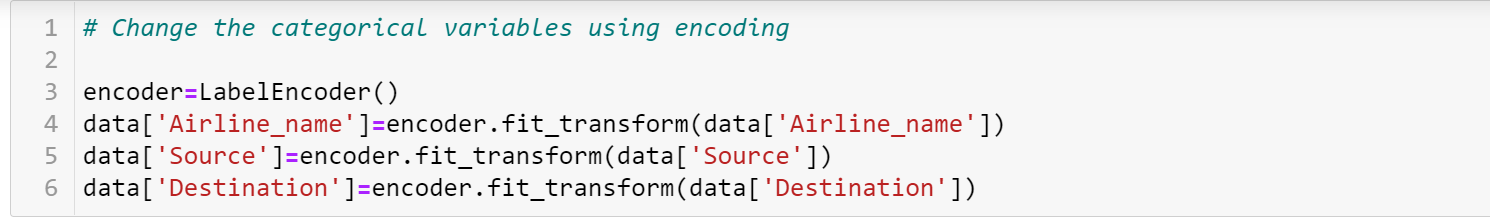 1 # Change the categorical variables using encoding
2
3 encoder=LabelEncoder()
4 data['Airline_name']=encoder.fit_transform(data['Airline_name'])
5 data['Source']=encoder.fit_transform(data['Source'])
6 data['Destination']=encoder.fit_transform(data['Destination'])